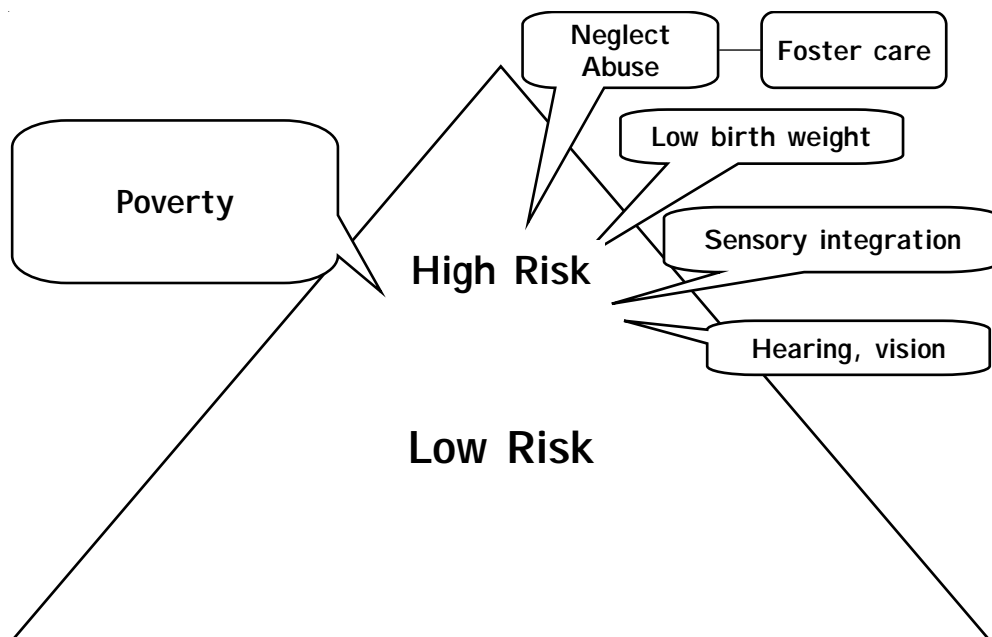 Neglect
Abuse
Foster care
Low birth weight
Poverty
Sensory integration
High Risk
Hearing, vision
Low Risk